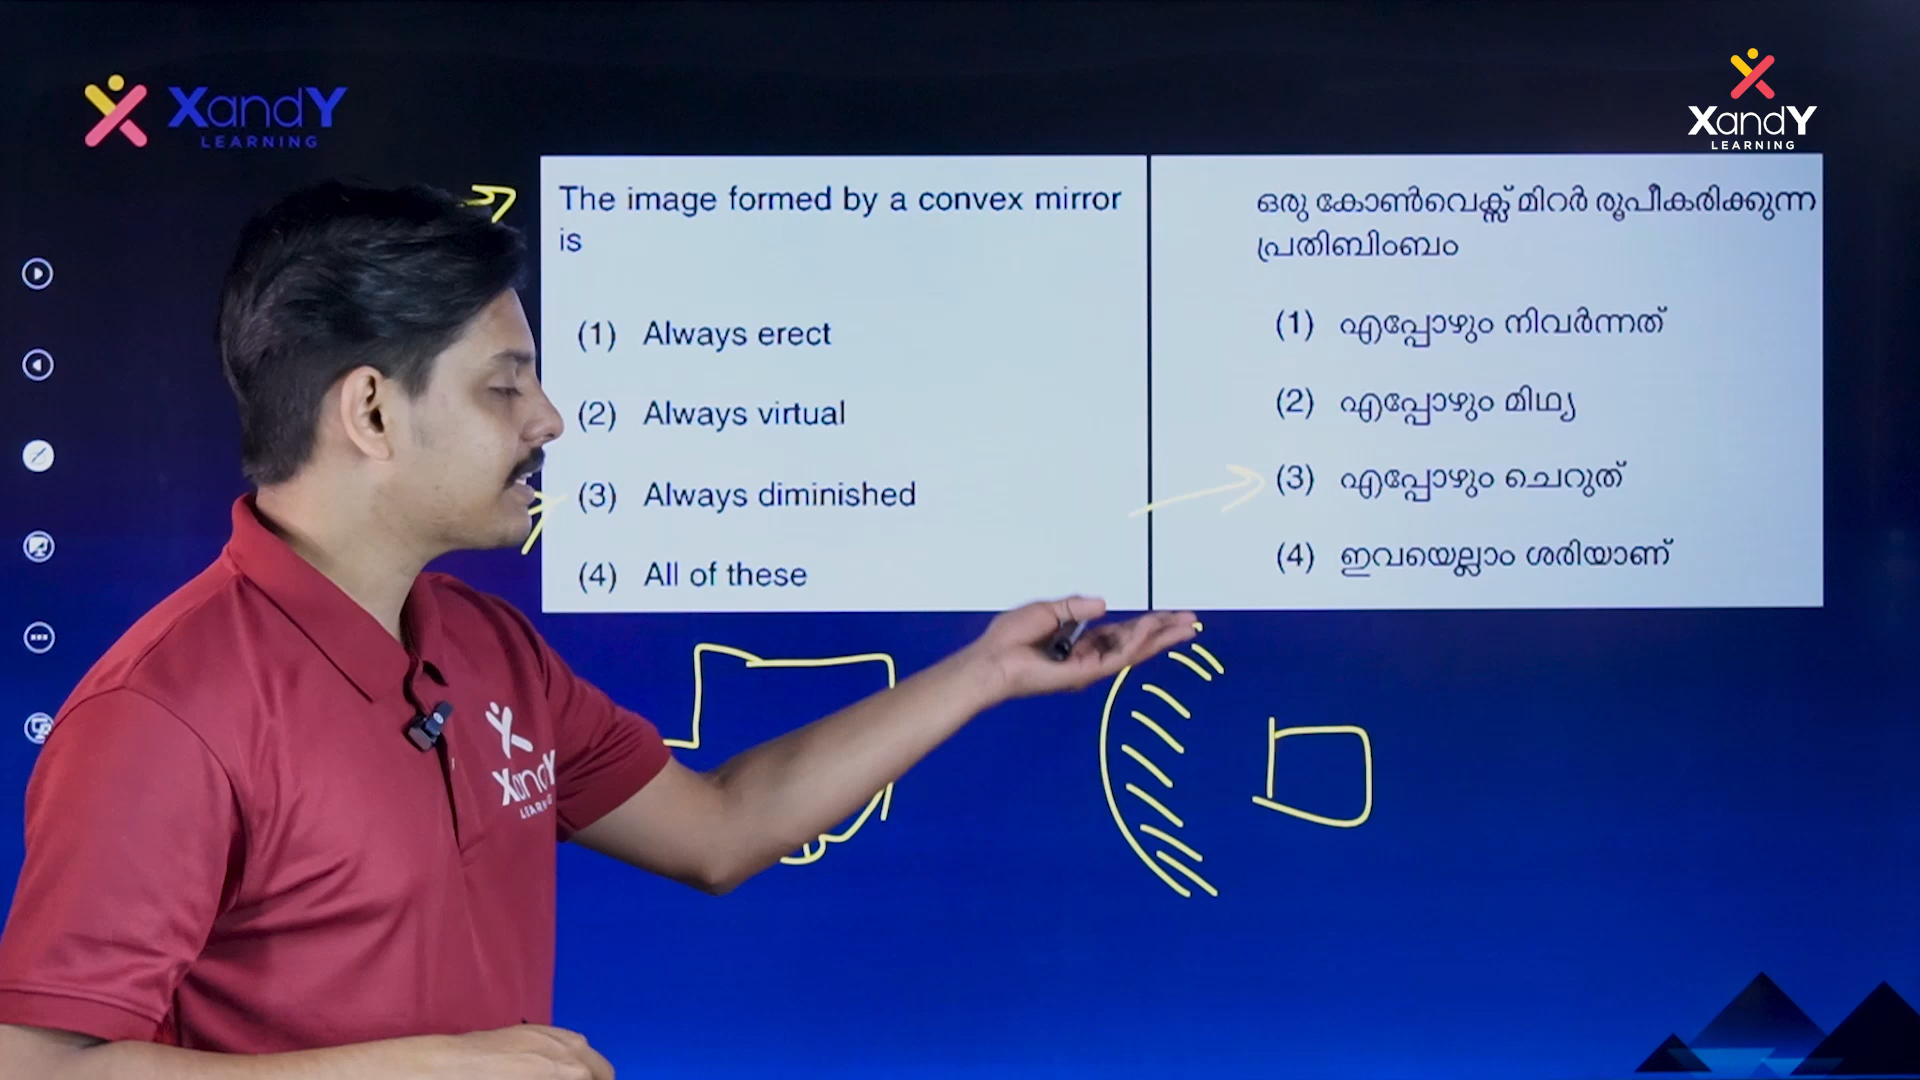 XandY
LEARNING
XandY
LEARNING
The image formed by a convex mirror
is
(1) Always erect
(2) Always virtual
(3) Always diminished
(4) All of these
ഒരു കോൺവെക്സ് മിറർ രൂപീകരിക്കുന്ന
പ്രതിബിംബം
(1) എപ്പോഴും നിവർന്നത്
(2) എപ്പോഴും മിഥ്യ
(3) എപ്പോഴും ചെറുത്
(4) ഇവയെല്ലാം ശരിയാണ്
XandY
LEARNING